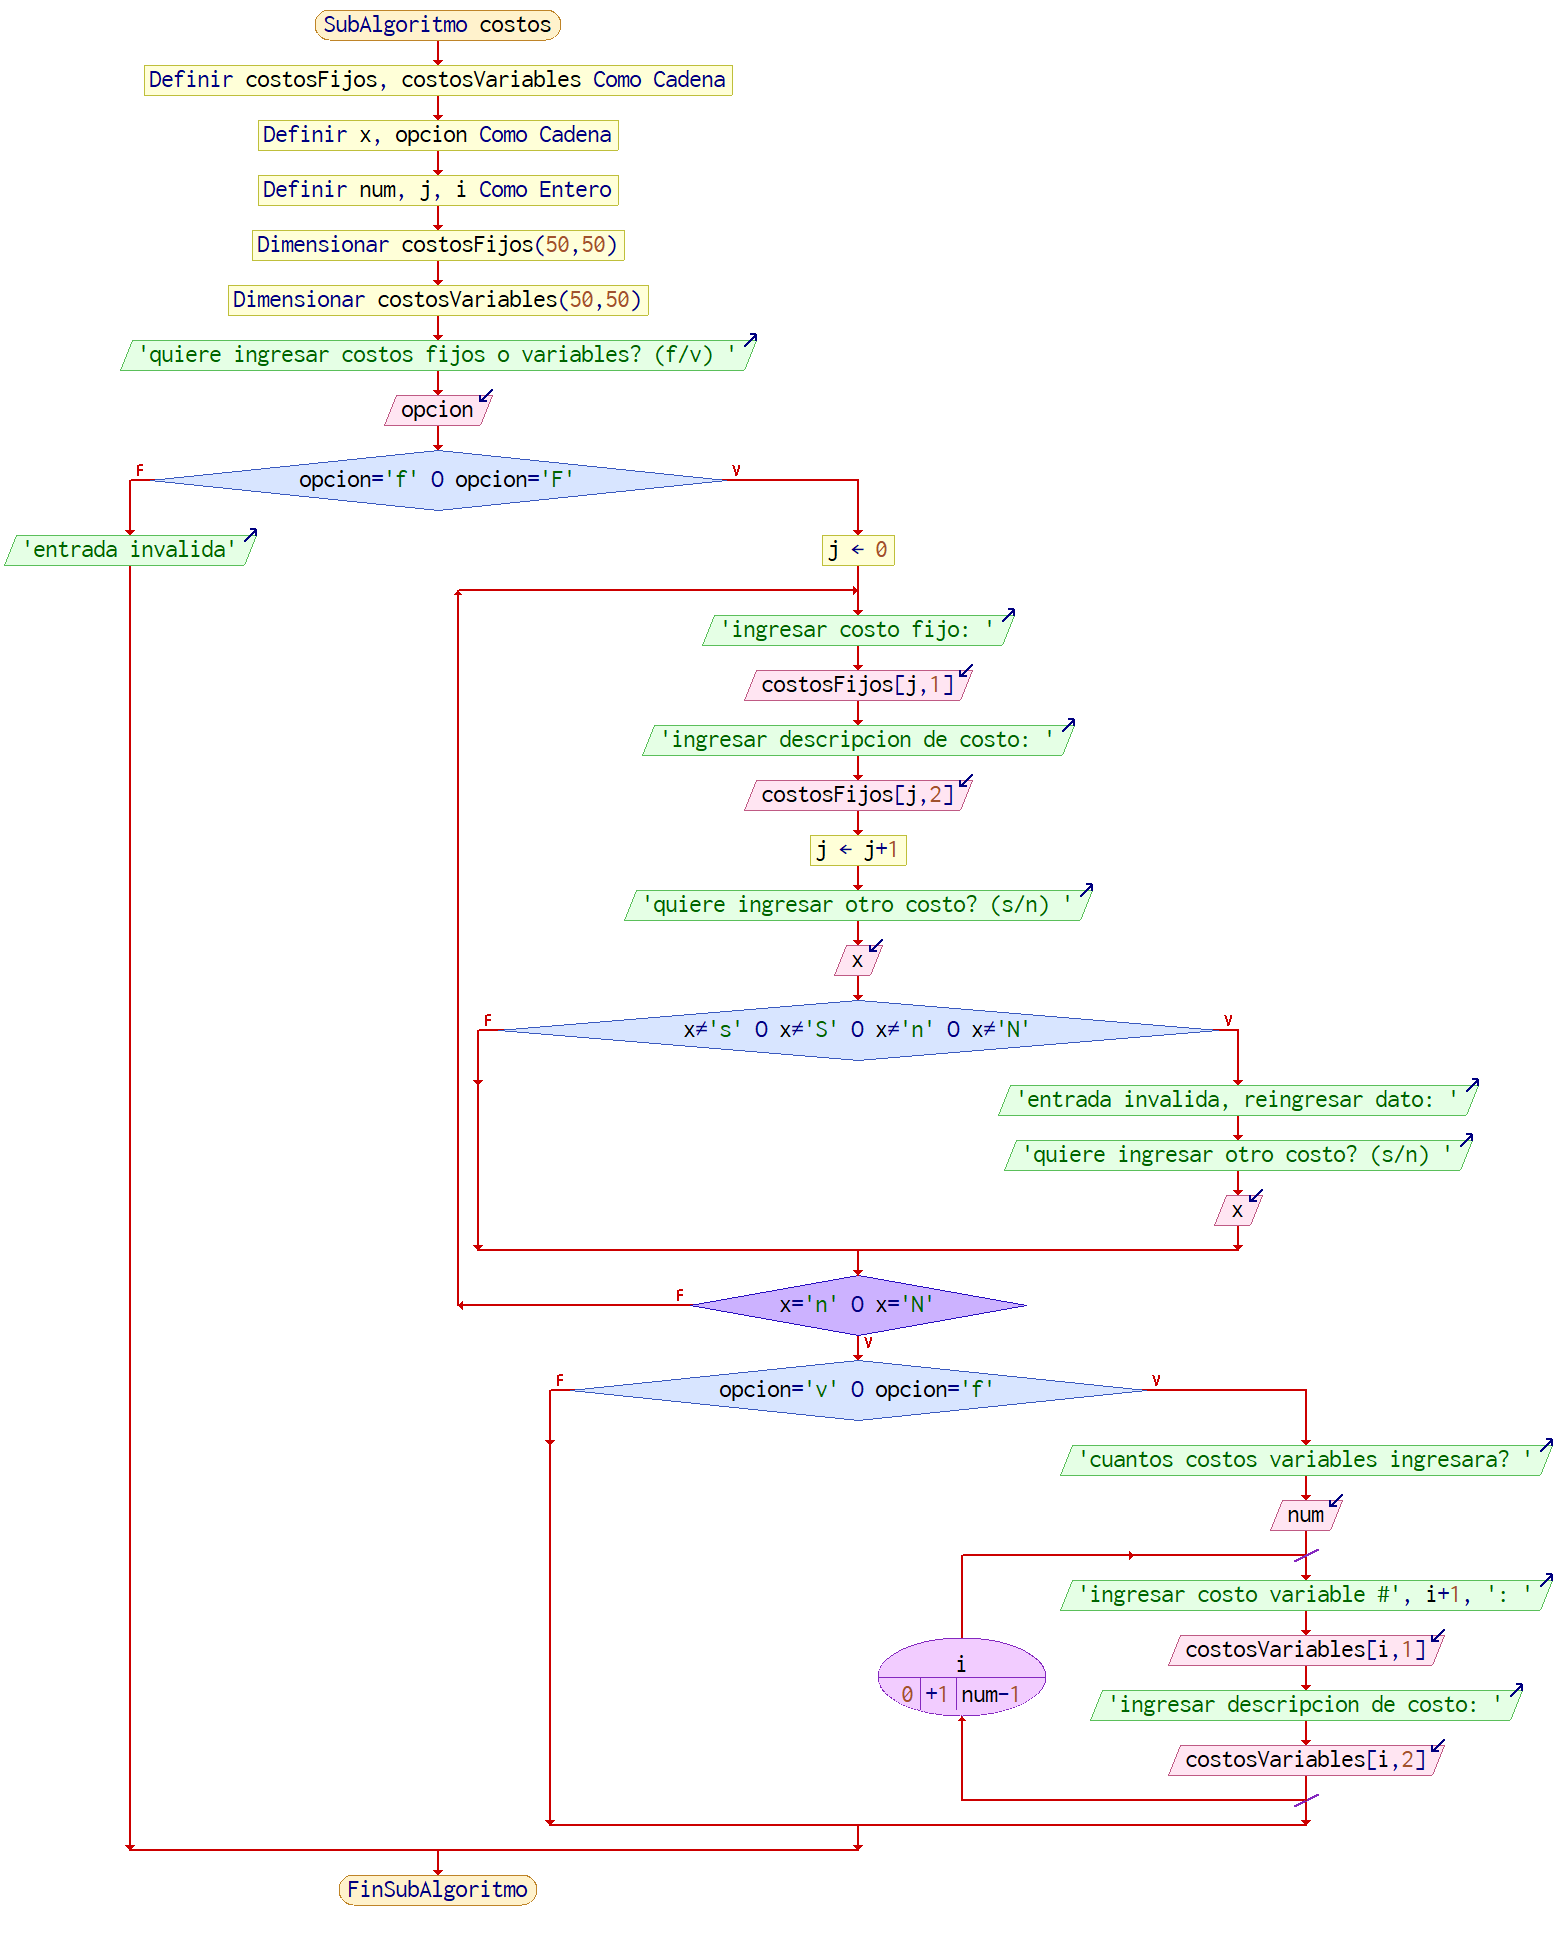 SubAlgoritmo costos
Definir costosFijos, costosVariables Como Cadena
Definir x, opcion Como Cadena
Definir num, j, i Como Entero
Dimensionar costosFijos(50,50)
Dimensionar costosVariables(50,50)
'quiere ingresar costos fijos o variables? (f/v) '
opcion
F
opcion='f' O opcion='F'
V
'entrada invalida'
j ← 0
'ingresar costo fijo: '
costosFijos[j,1]
'ingresar descripcion de costo: '
costosFijos[j,2]
j ← j+1
'quiere ingresar otro costo? (s/n) '
x
F
x≠'s' O x≠'S' O x≠'n' O x≠'N'
V
'entrada invalida, reingresar dato: '
'quiere ingresar otro costo? (s/n) '
x
F
x='n' O x='N'
V
F
opcion='v' O opcion='f'
V
'cuantos costos variables ingresara? '
num
'ingresar costo variable #', i+1, ': '
costosVariables[i,1]
i
0 +1 num-1
'ingresar descripcion de costo: '
costosVariables[i,2]
FinSubAlgoritmo